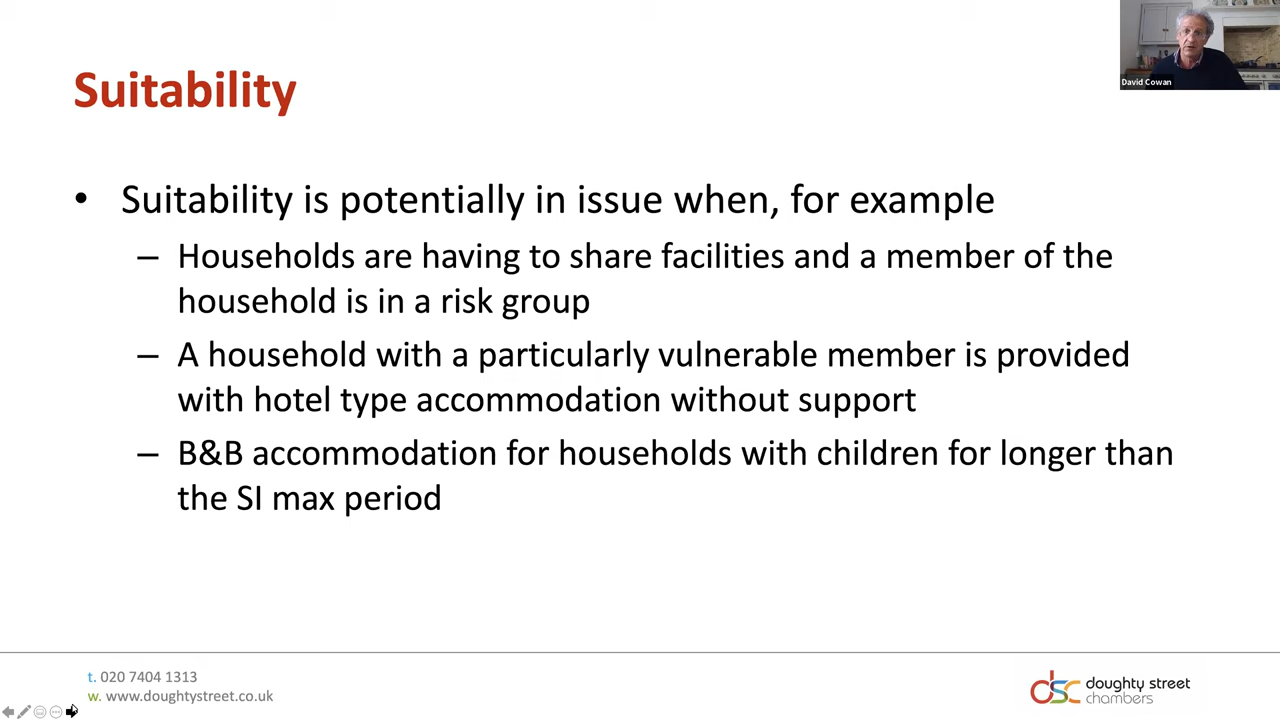 David Cowan
Suitability
• Suitability is potentially in issue when, for example
– Households are having to share facilities and a member of the
household is in a risk group
– A household with a particularly vulnerable member is provided
with hotel type accommodation without support
– B&B accommodation for households with children for longer than
the SI max period
t. 020 7404 1313
w. www.doughtystreet.co.uk
dsc doughty street
chambers